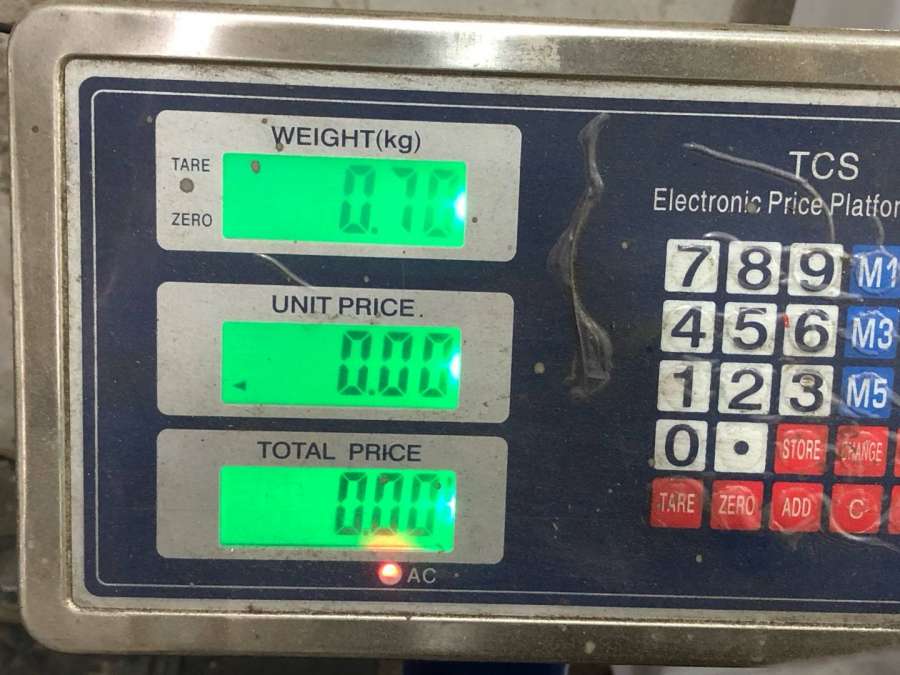 WEIGHT(kg)
TARE
0.70
ZERO
UNIT PRICE
0.00
TOTAL PRICE
0.00
AC
TCS
Electronic Price
7 8 9 M1
4 5 6 M3
1 2 3 M5
0 . STORE CHANGE
TARE ZERO ADD C